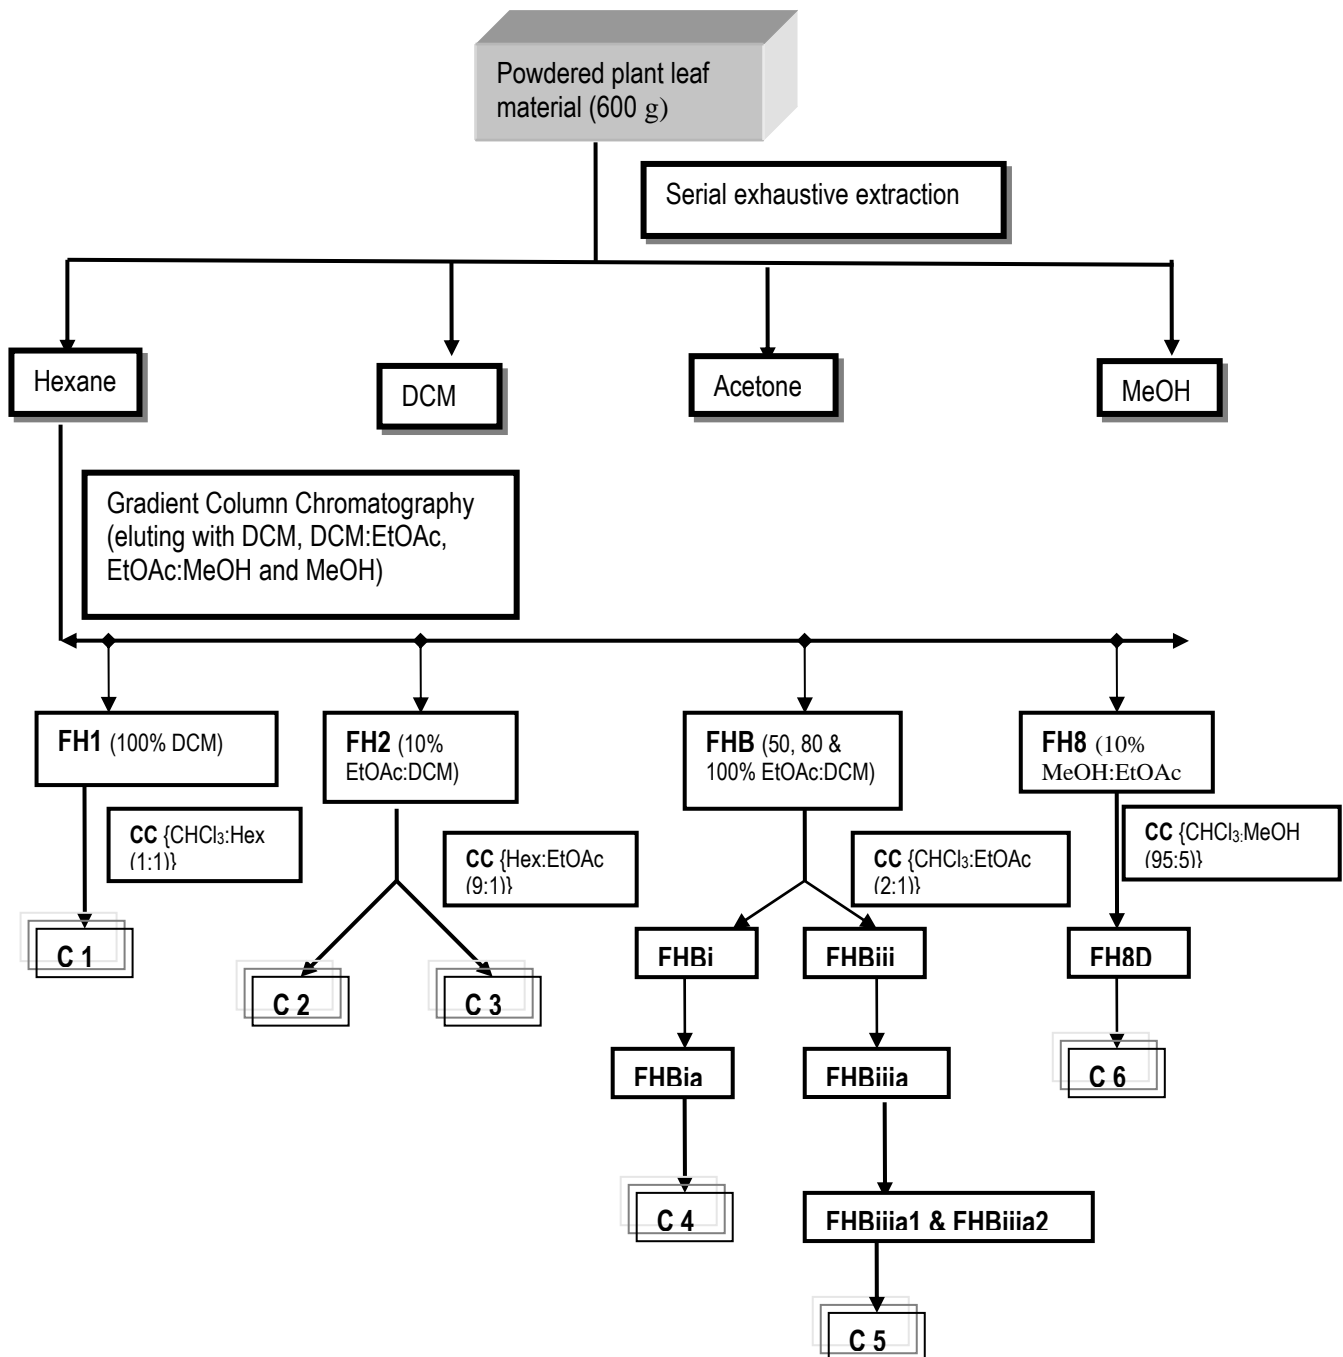 Powdered plant leaf
material (600 g)
Serial exhaustive extraction
Hexane
DCM
Acetone
MeOH
Gradient Column Chromatography
(eluting with DCM, DCM:EtOAc,
EtOAc:MeOH and MeOH)
FH1 (100% DCM)
FH2 (10%
EtOAc:DCM)
FHB (50, 80 &
100% EtOAc:DCM)
FH8 (10%
MeOH:EtOAc
CC {CHCl₃:Hex
(1:1)}
CC {Hex:EtOAc
(9:1)}
CC {CHCl₃:EtOAc
(2:1)}
CC {CHCl₃:MeOH
(95:5)}
C 1
C 2
C 3
FHBi
FHBiii
FH8D
FHBia
FHBiiia
C 6
C 4
FHBiiia1 & FHBiiia2
C 5